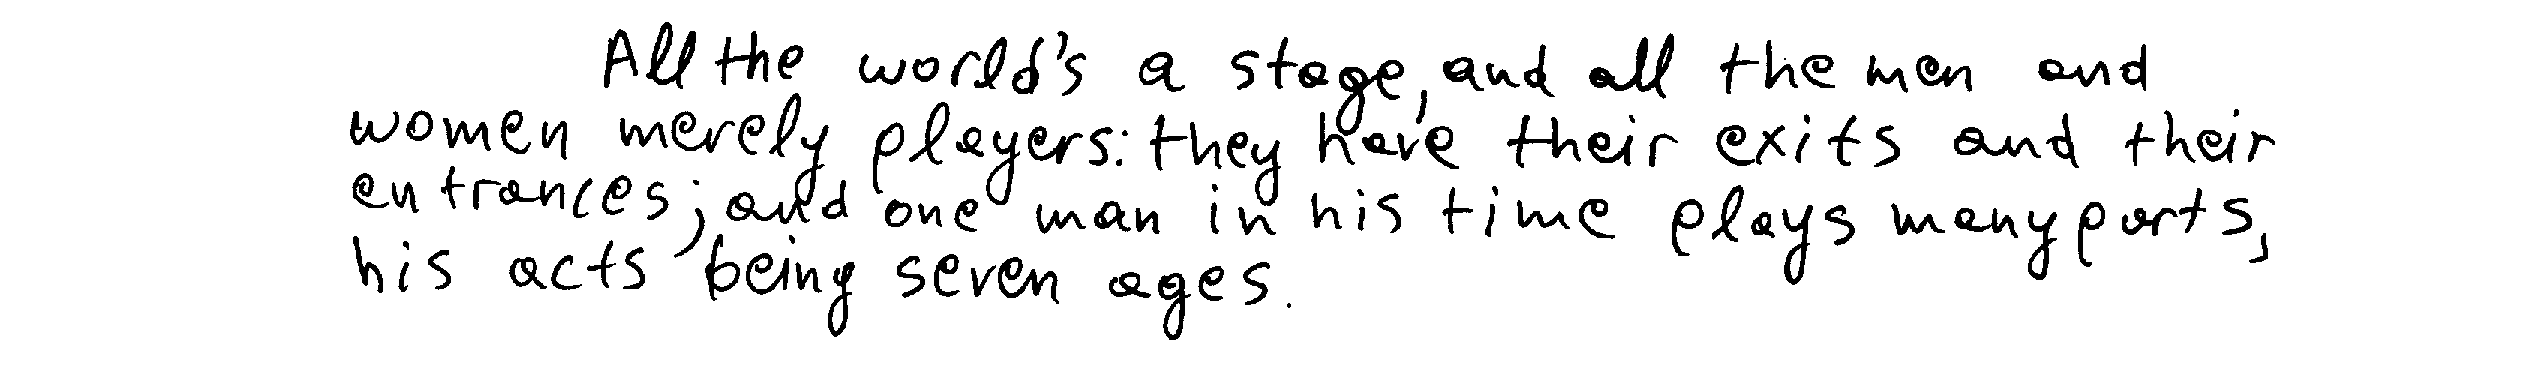 All the world's a stage, and all the men and
women merely players: they have their exits and their
entrances; and one man in his time plays many parts,
his acts being seven ages.